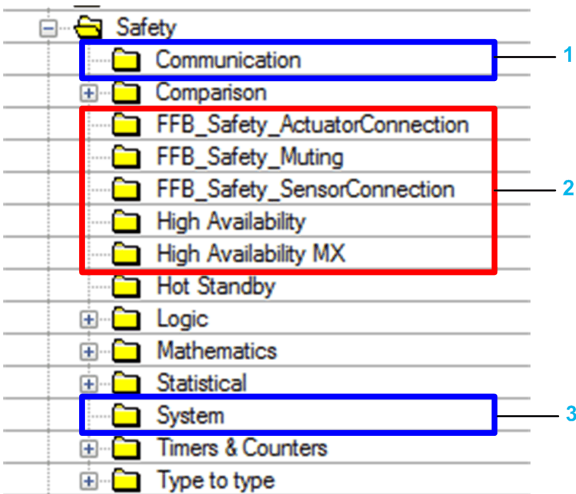 Safety
Communication 1
Comparison
FFB_Safety_ActuatorConnection
FFB_Safety_Muting
FFB_Safety_SensorConnection 2
High Availability
High Availability MX
Hot Standby
Logic
Mathematics
Statistical
System 3
Timers & Counters
Type to type